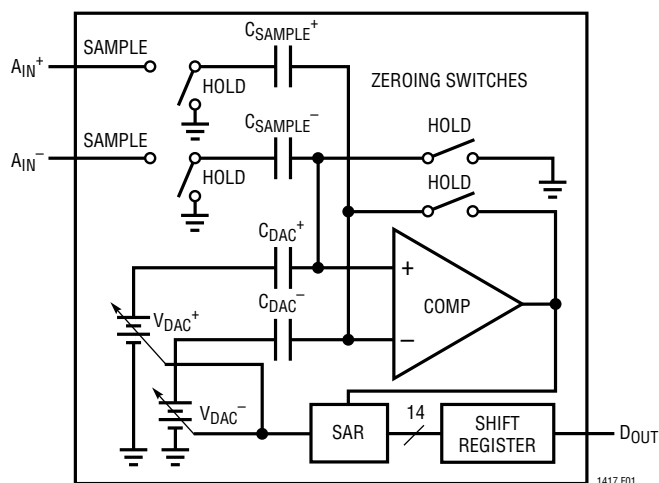 C_SAMPLE⁺
SAMPLE
A_IN⁺
HOLD
ZEROING SWITCHES
C_SAMPLE⁻
SAMPLE
A_IN⁻
HOLD
HOLD
HOLD
C_DAC⁺
+
COMP
C_DAC⁻
−
V_DAC⁺
V_DAC⁻
14
SAR
SHIFT
REGISTER
D_OUT
1417 F01